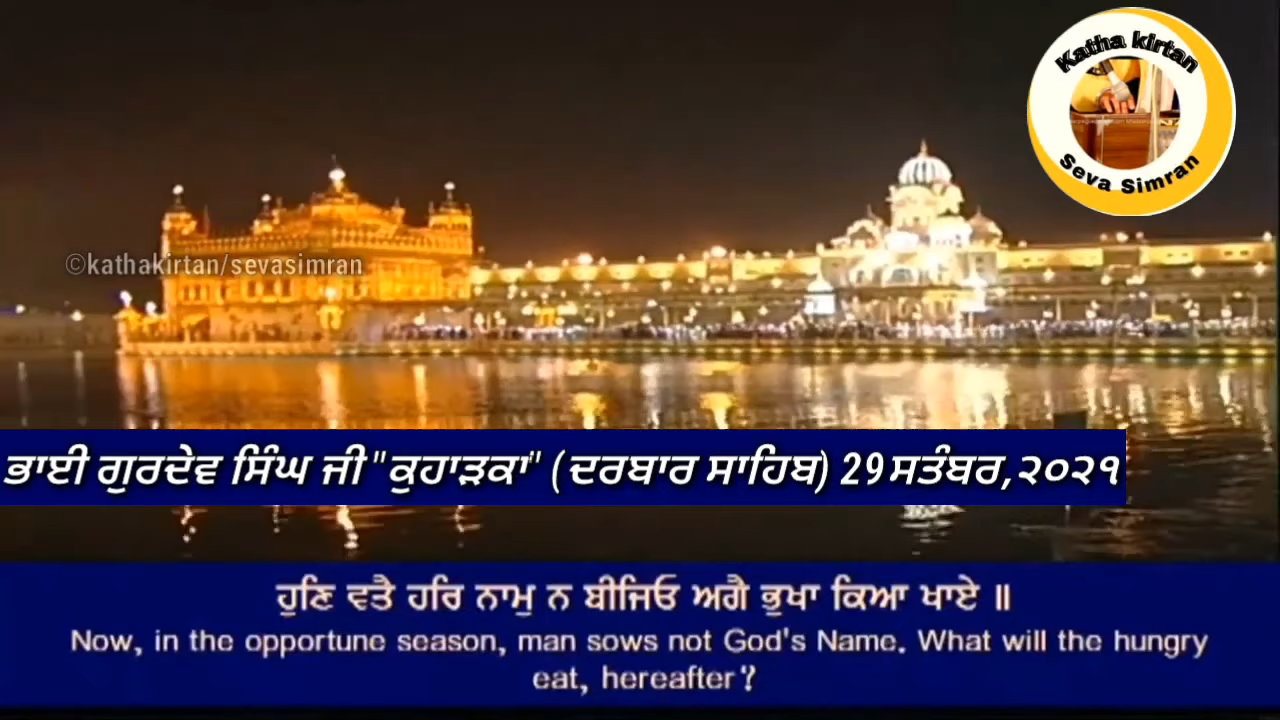 Katha kirtan
Seva Simran
©kathakirtan/sevasimran
ਭਾਈ ਗੁਰਦੇਵ ਸਿੰਘ ਜੀ "ਕੁਹਾੜਕਾ" (ਦਰਬਾਰ ਸਾਹਿਬ) 29 ਸਤੰਬਰ,੨੦੨੧
ਹੁਣਿ ਵਤੈ ਹਰਿ ਨਾਮੁ ਨ ਬੀਜਿਓ ਅਗੈ ਭੁਖਾ ਕਿਆ ਖਾਏ ॥
Now, in the opportune season, man sows not God's Name. What will the hungry
eat, hereafter?